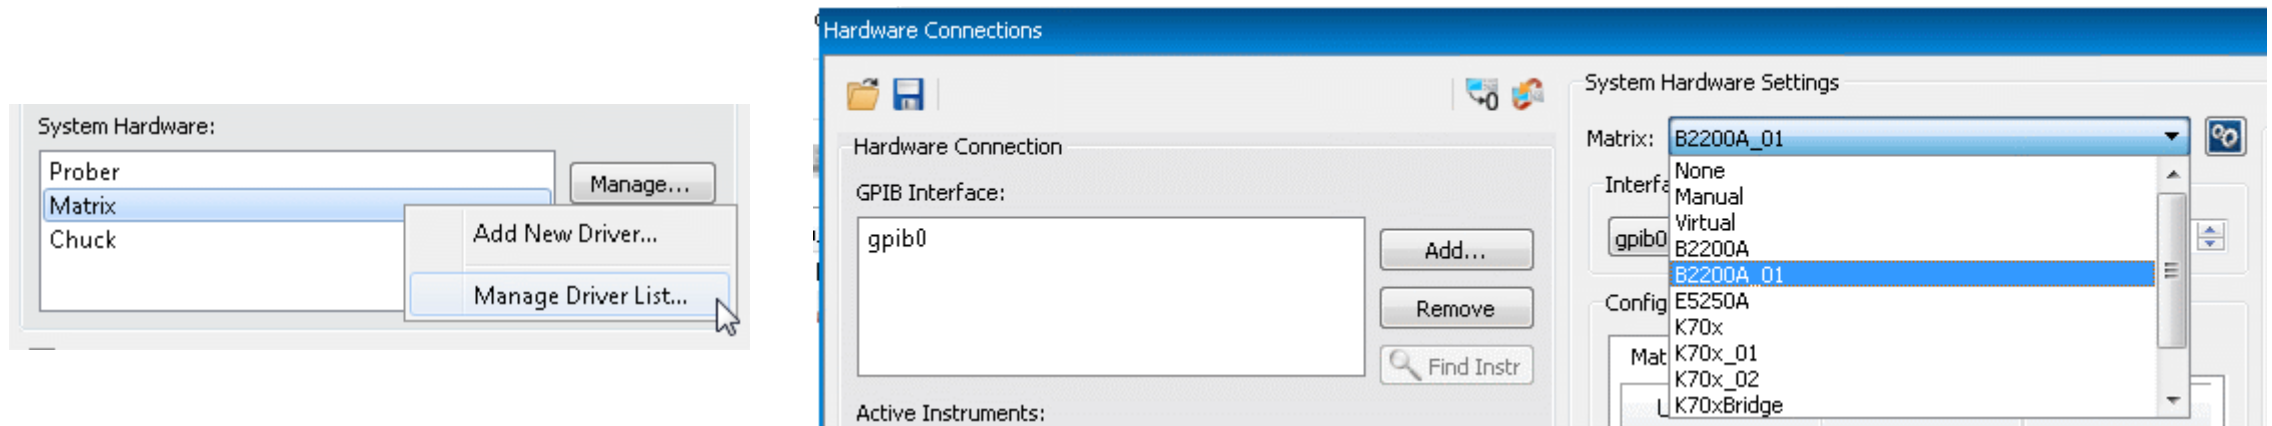 System Hardware:
Prober
Manage...
Matrix
Chuck
Add New Driver...
Manage Driver List...
Hardware Connections
Hardware Connection
GPIB Interface:
gpib0
Add...
Remove
Find Instr
Active Instruments:
System Hardware Settings
Matrix: B2200A_01
None
Interfa
Manual
Virtual
gpib0
B2200A
B2200A_01
Config
E5250A
K70x
Mat
K70x_01
K70x_02
K70xBridge